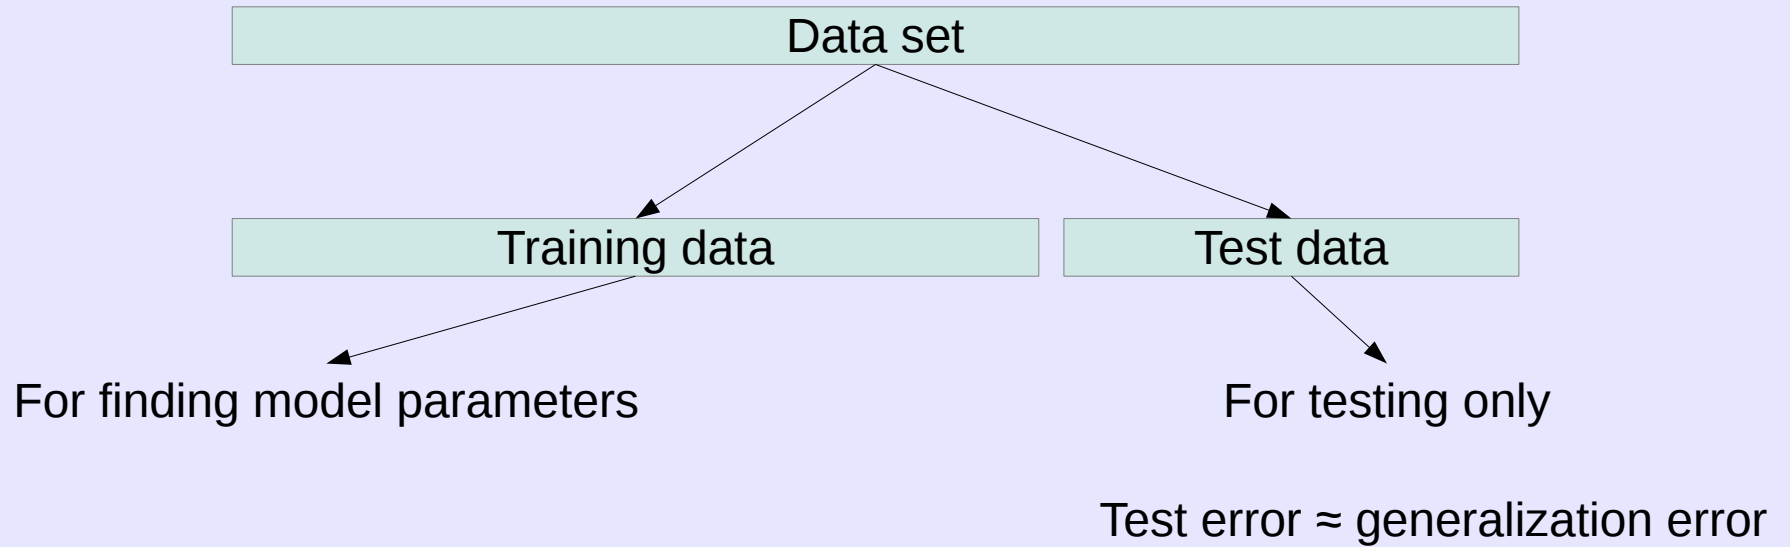 Data set
Training data
Test data
For finding model parameters
For testing only
Test error ≈ generalization error